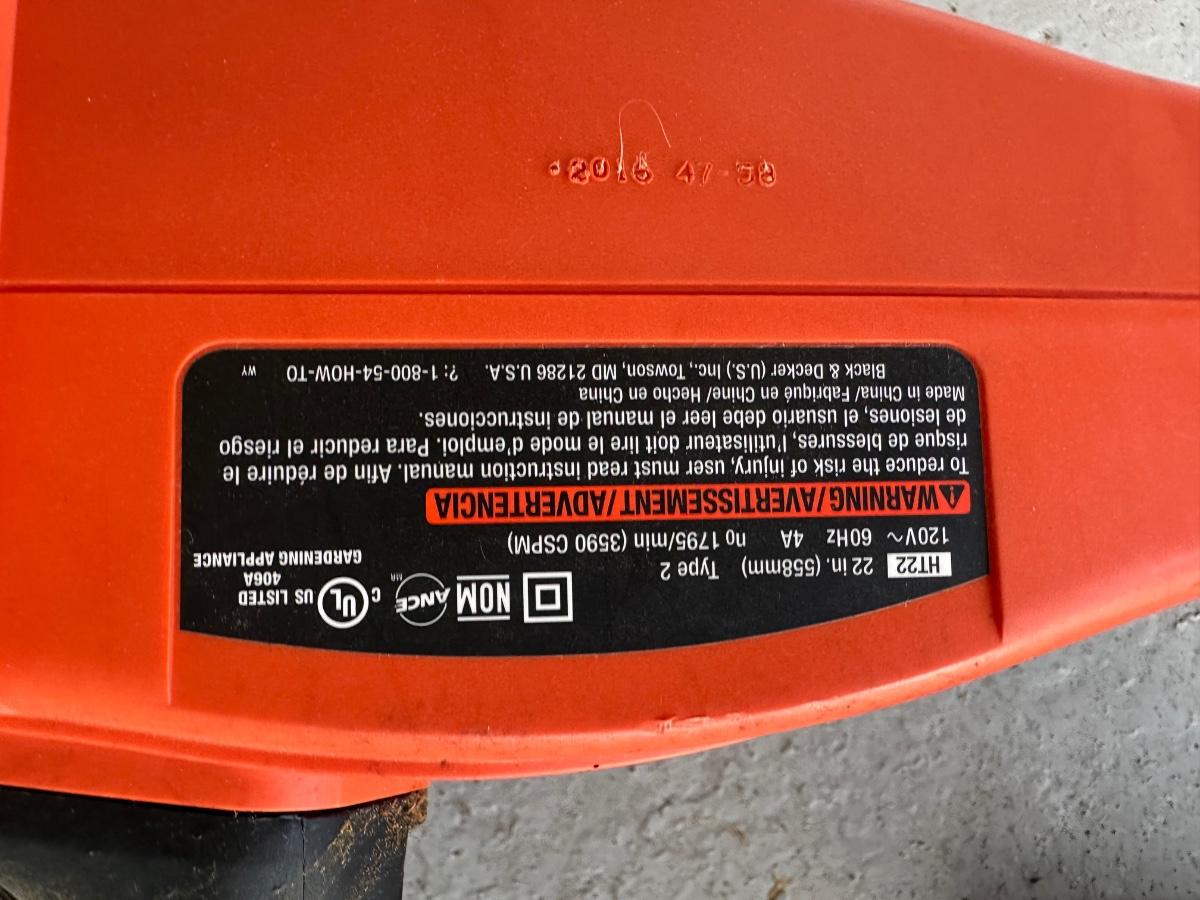 HT22 22 in. (558mm) Type 2
120V~ 60Hz 4A n0 1795/min (3590 CSPM)
NOM
ANCE
MR
C UL US LISTED
406A
GARDENING APPLIANCE
⚠WARNING/AVERTISSEMENT/ADVERTENCIA
To reduce the risk of injury, user must read instruction manual. Afin de réduire le
risque de blessures, l'utilisateur doit lire le mode d'emploi. Para reducir el riesgo
de lesiones, el usuario debe leer el manual de instrucciones.
Made in China/ Fabriqué en Chine/ Hecho en China
Black & Decker (U.S.) Inc., Towson, MD 21286 U.S.A. ?: 1-800-54-HOW-TO
WY
47